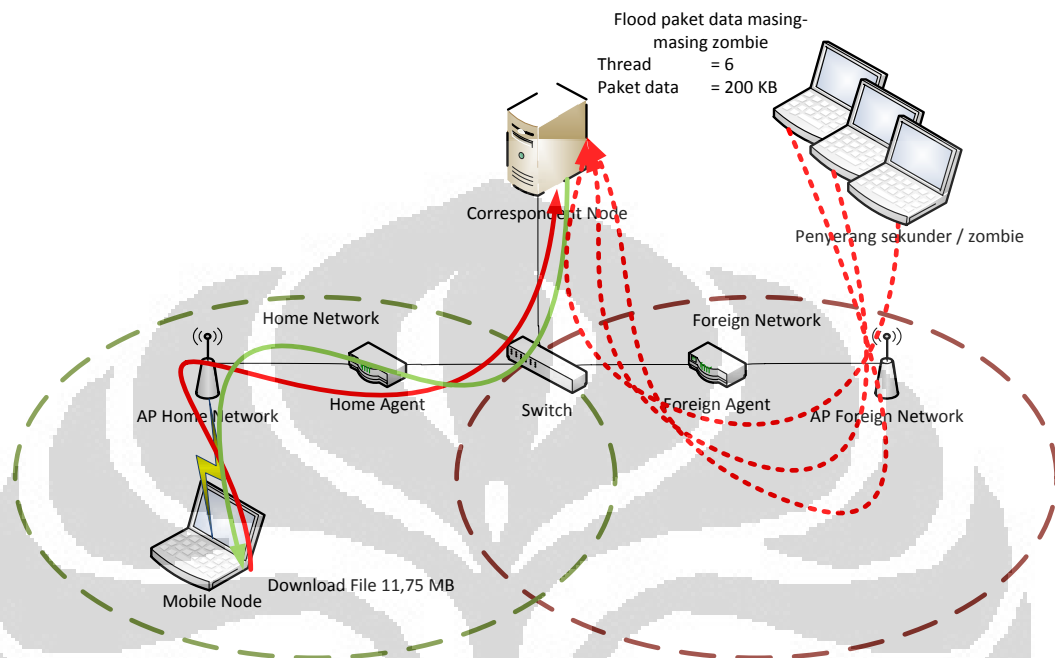 Flood paket data masing-
masing zombie
Thread = 6
Paket data = 200 KB
Correspondent Node
Penyerang sekunder / zombie
Home Network
Foreign Network
AP Home Network
Home Agent
Switch
Foreign Agent
AP Foreign Network
Download File 11,75 MB
Mobile Node